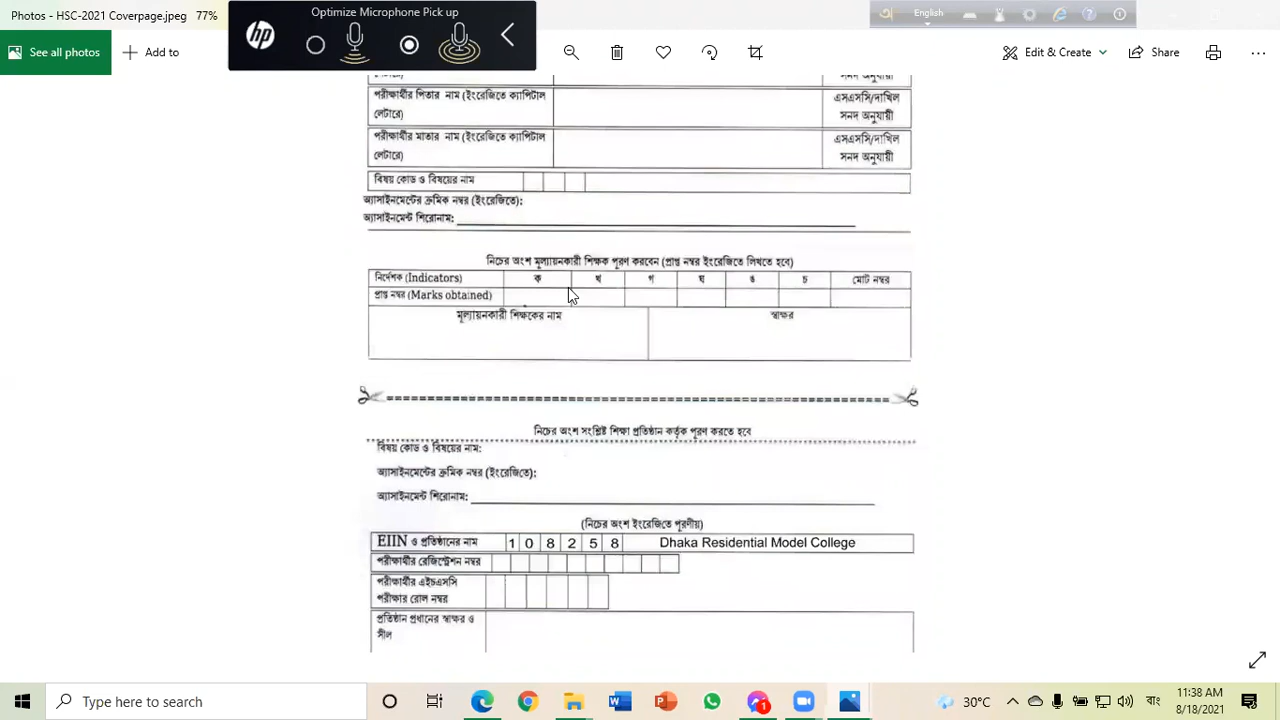 Photos - HSC-2021 Coverpage.jpeg 77%
Optimize Microphone Pick up
English
See all photos
Add to
Edit & Create
Share
সনদ অনুযায়ী
পরীক্ষার্থীর পিতার নাম (ইংরেজিতে ক্যাপিটাল লেটারে)
এসএসসি/দাখিল সনদ অনুযায়ী
পরীক্ষার্থীর মাতার নাম (ইংরেজিতে ক্যাপিটাল লেটারে)
এসএসসি/দাখিল সনদ অনুযায়ী
বিষয় কোড ও বিষয়ের নাম
অ্যাসাইনমেন্টের ক্রমিক নম্বর (ইংরেজিতে):
অ্যাসাইনমেন্ট শিরোনাম:
নিচের অংশ মূল্যায়নকারী শিক্ষক পূরণ করবেন (প্রাপ্ত নম্বর ইংরেজিতে লিখতে হবে)
নির্দেশক (Indicators) ক খ গ ঘ ঙ চ মোট নম্বর
প্রাপ্ত নম্বর (Marks obtained)
মূল্যায়নকারী শিক্ষকের নাম স্বাক্ষর
নিচের অংশ সংশ্লিষ্ট শিক্ষা প্রতিষ্ঠান কর্তৃক পূরণ করতে হবে
বিষয় কোড ও বিষয়ের নাম:
অ্যাসাইনমেন্টের ক্রমিক নম্বর (ইংরেজিতে):
অ্যাসাইনমেন্ট শিরোনাম:
(নিচের অংশ ইংরেজিতে পূরণীয়)
EIIN ও প্রতিষ্ঠানের নাম 1 0 8 2 5 8 Dhaka Residential Model College
পরীক্ষার্থীর রেজিস্ট্রেশন নম্বর
পরীক্ষার্থীর এইচএসসি
পরীক্ষার রোল নম্বর
প্রতিষ্ঠান প্রধানের স্বাক্ষর ও
সীল
Type here to search
30°C
বাং
11:38 AM
8/18/2021